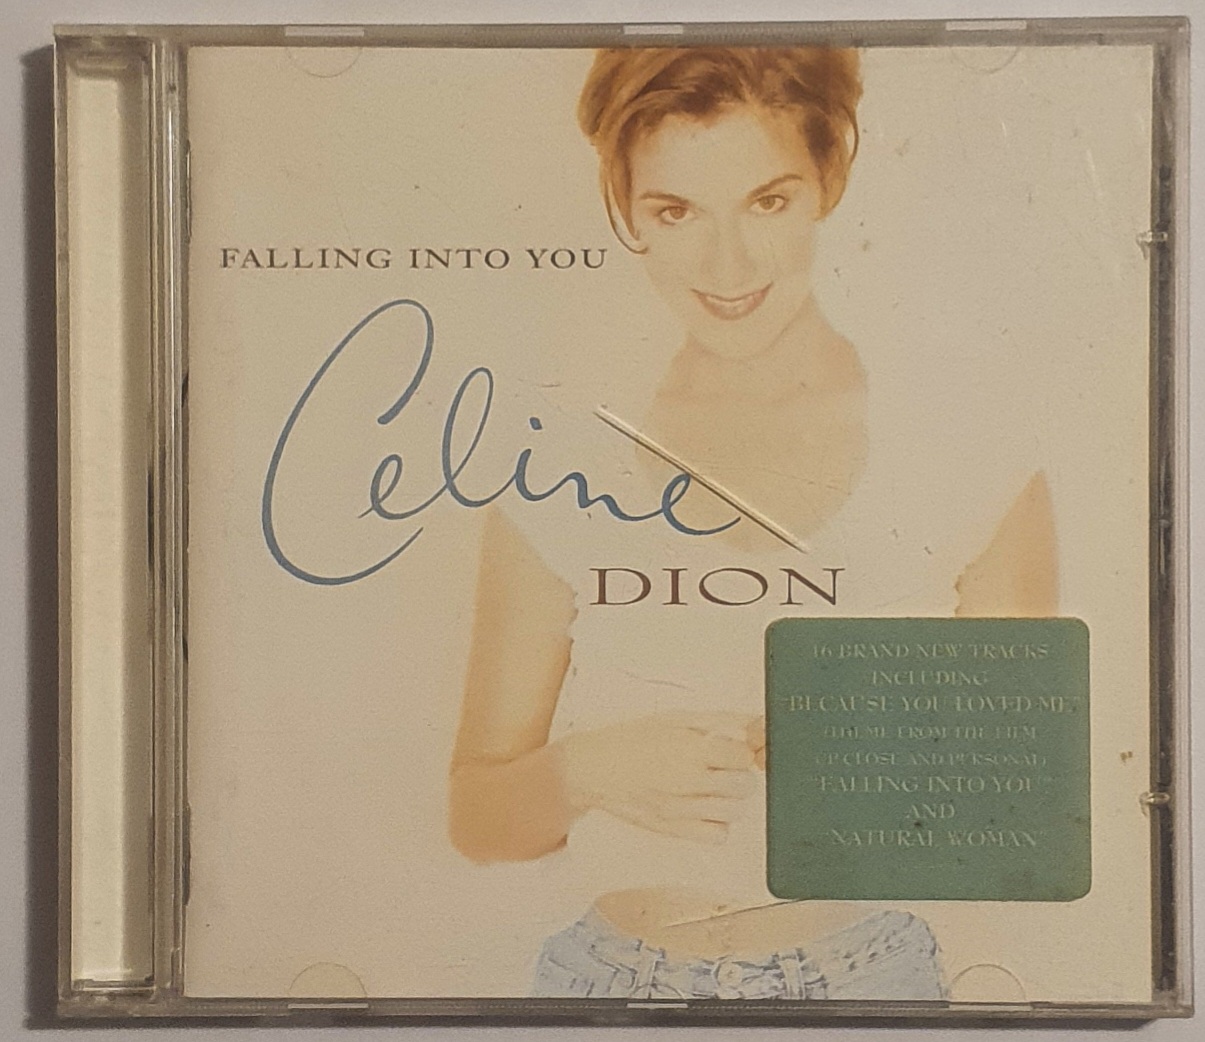 FALLING INTO YOU
Celine
DION
16 BRAND NEW TRACKS
INCLUDING
"BECAUSE YOU LOVED ME"
(THEME FROM THE FILM
UP CLOSE AND PERSONAL)
"FALLING INTO YOU"
AND
"NATURAL WOMAN"